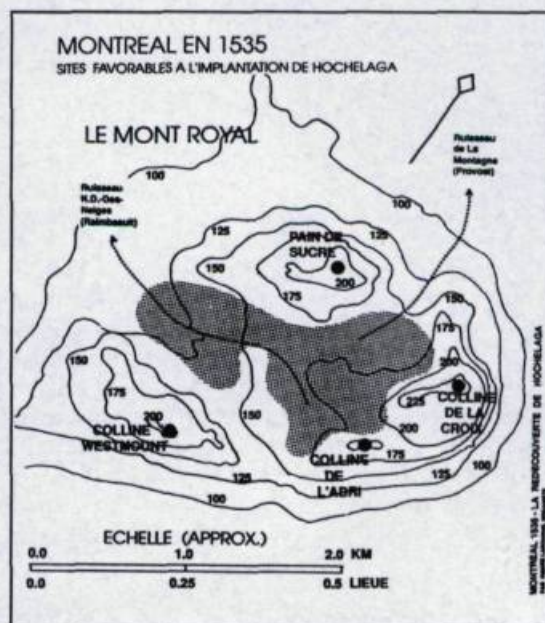 MONTREAL EN 1535
SITES FAVORABLES A L'IMPLANTATION DE HOCHELAGA
LE MONT ROYAL
Ruisseau
de La
Montagne
(Provost)
Ruisseau
N.D.-des-
Neiges
(Raimbault)
100
100
125
125
PAIN DE
SUCRE
150
200
175
150
175
200
150
175
200
COLLINE
WESTMOUNT
150
225
COLLINE
DE LA
CROIX
200
175
COLLINE
DE
L'ABRI
100
125
125
100
ECHELLE (APPROX.)
0.0 1.0 2.0 KM
0.0 0.25 0.5 LIEUE
MONTREAL 1535 - LA REDECOUVERTE DE HOCHELAGA